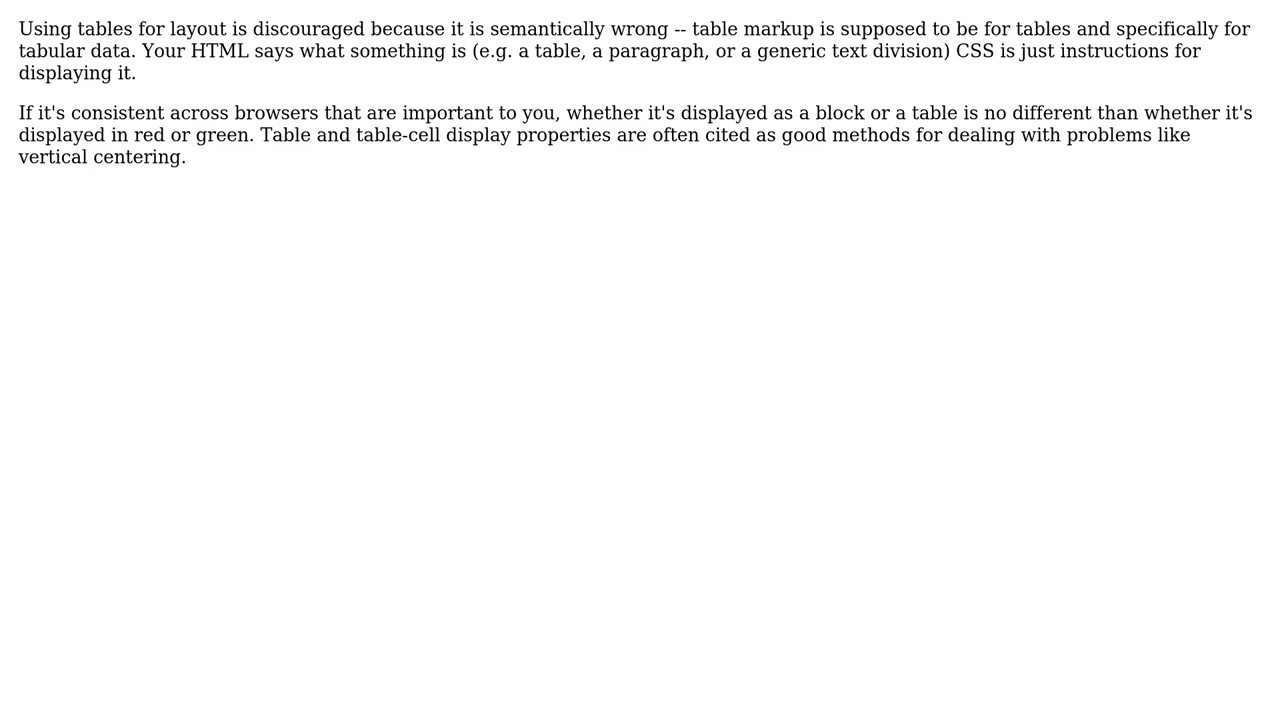 Using tables for layout is discouraged because it is semantically wrong -- table markup is supposed to be for tables and specifically for
tabular data. Your HTML says what something is (e.g. a table, a paragraph, or a generic text division) CSS is just instructions for
displaying it.
If it's consistent across browsers that are important to you, whether it's displayed as a block or a table is no different than whether it's
displayed in red or green. Table and table-cell display properties are often cited as good methods for dealing with problems like
vertical centering.